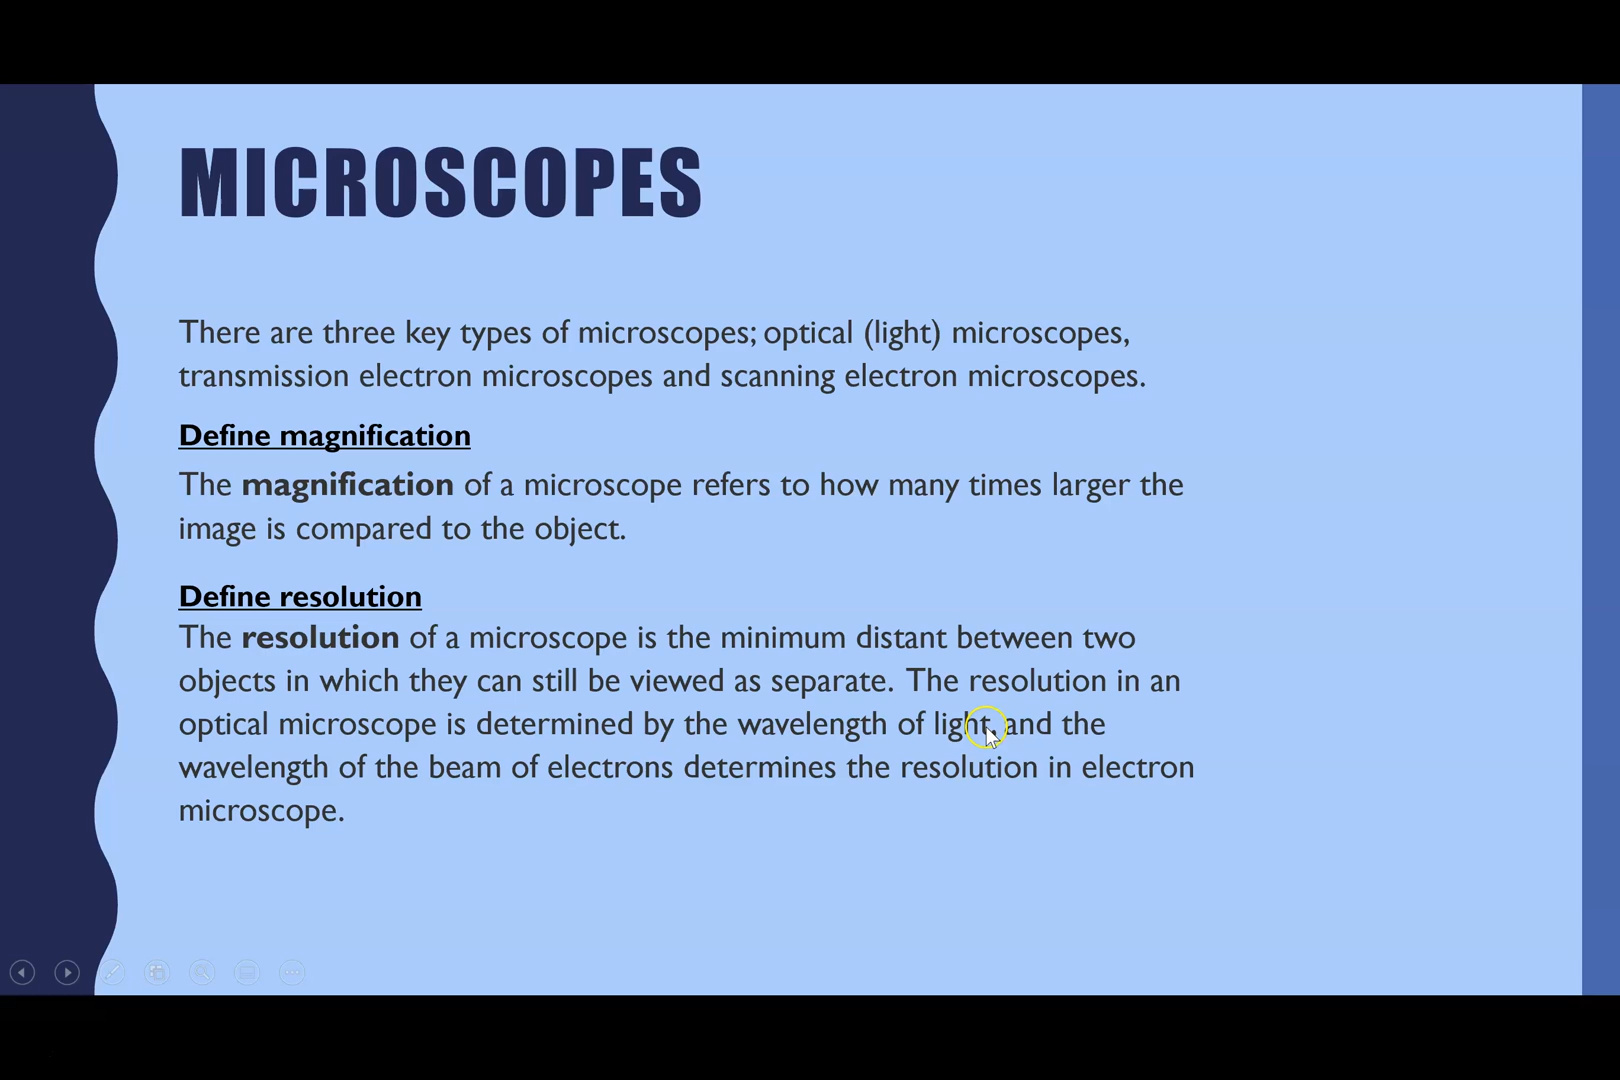 MICROSCOPES
There are three key types of microscopes; optical (light) microscopes,
transmission electron microscopes and scanning electron microscopes.
Define magnification
The magnification of a microscope refers to how many times larger the
image is compared to the object.
Define resolution
The resolution of a microscope is the minimum distant between two
objects in which they can still be viewed as separate. The resolution in an
optical microscope is determined by the wavelength of light, and the
wavelength of the beam of electrons determines the resolution in electron
microscope.